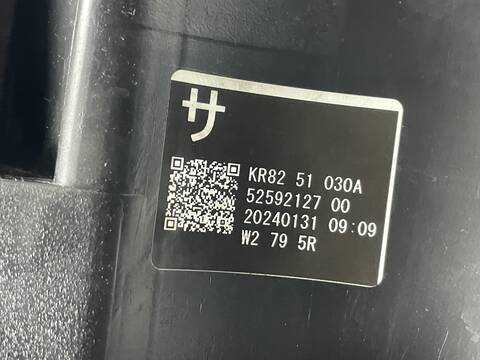 サ
KR82 51 030A
52592127 00
20240131 09:09
W2 79 5R